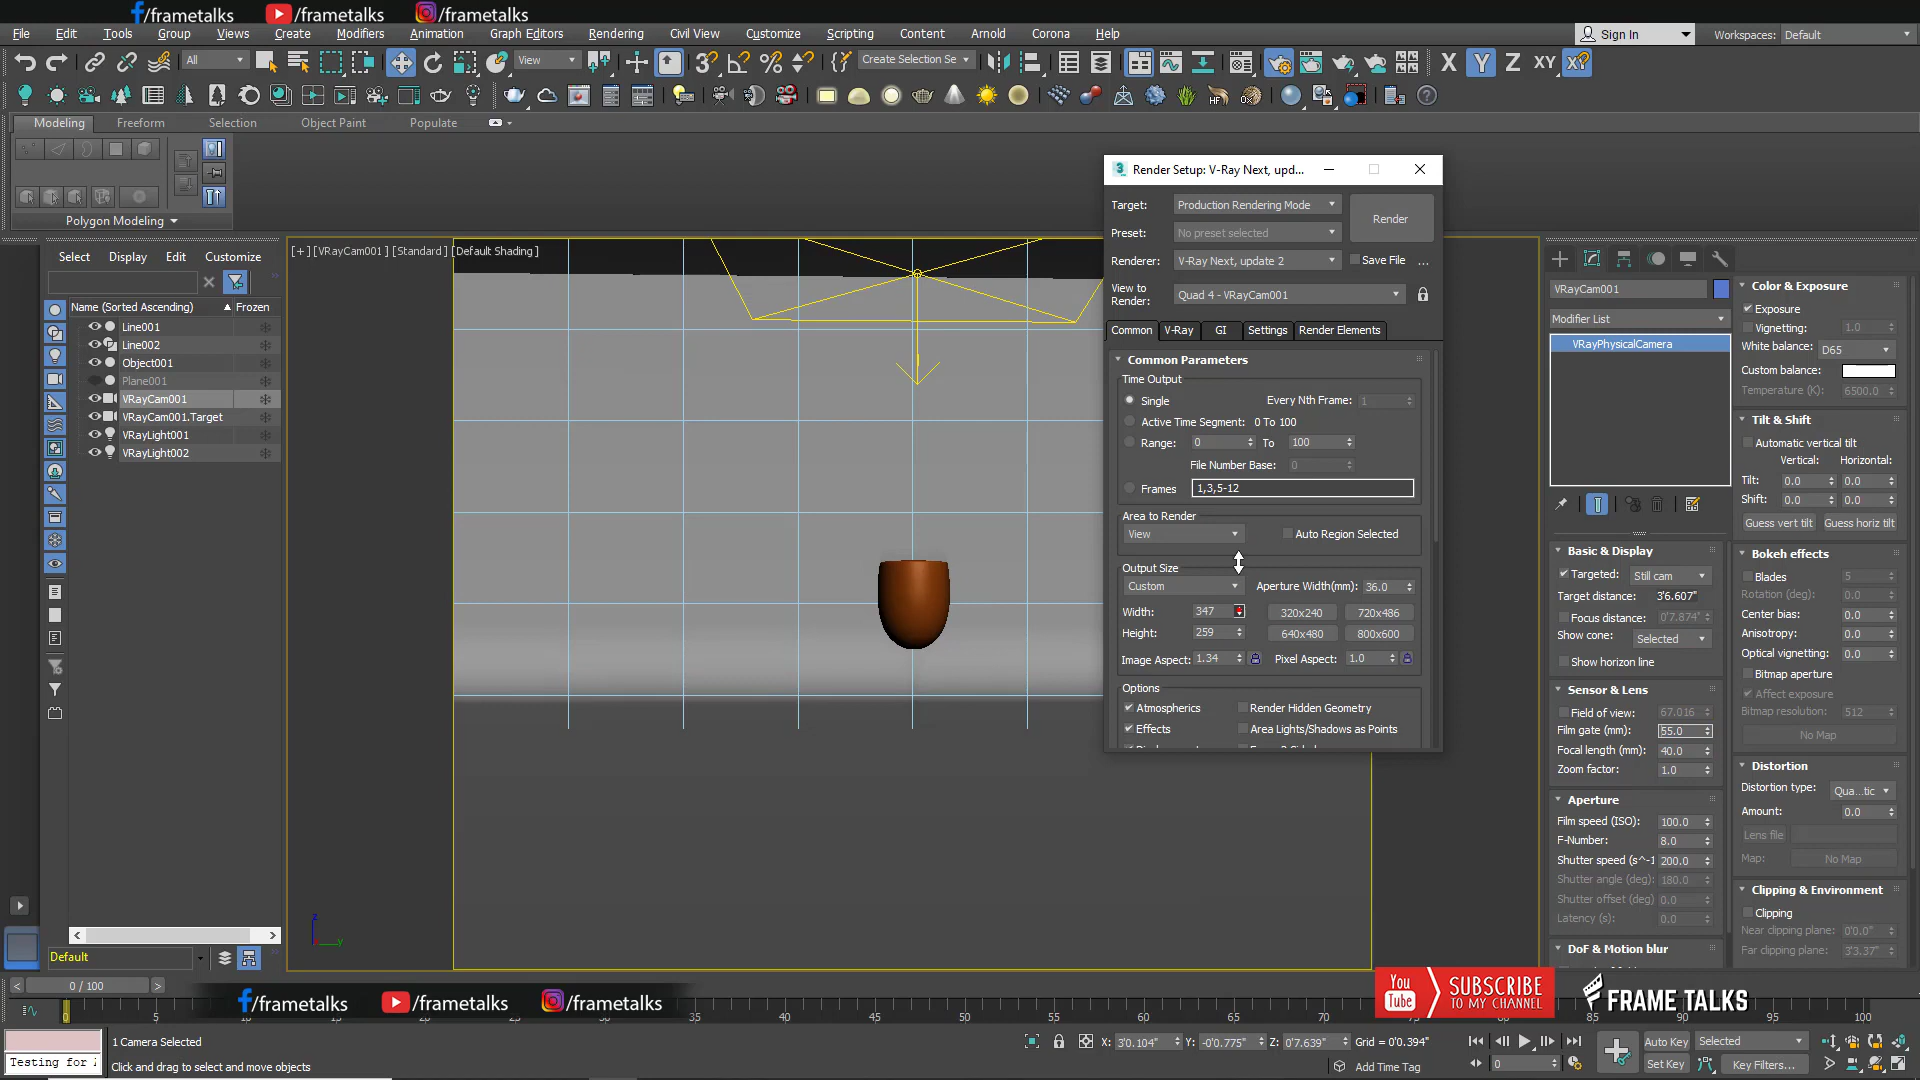 /frametalks /frametalks /frametalks
File Edit Tools Group Views Create Modifiers Animation Graph Editors Rendering Civil View Customize Scripting Content Arnold Corona Help Sign In Workspaces: Default
All View Create Selection Se X Y Z XY
Modeling Freeform Selection Object Paint Populate
Polygon Modeling
Select Display Edit Customize
Name (Sorted Ascending) Frozen
Line001
Line002
Object001
Plane001
VRayCam001
VRayCam001.Target
VRayLight001
VRayLight002
Default
[+] [VRayCam001] [Standard] [Default Shading]
z
y
3 Render Setup: V-Ray Next, upd...
Target: Production Rendering Mode
Render
Preset: No preset selected
Renderer: V-Ray Next, update 2 Save File ...
View to Render: Quad 4 - VRayCam001
Common V-Ray GI Settings Render Elements
Common Parameters
Time Output
Single Every Nth Frame: 1
Active Time Segment: 0 To 100
Range: 0 To 100
File Number Base: 0
Frames 1,3,5-12
Area to Render
View Auto Region Selected
Output Size
Custom Aperture Width(mm): 36.0
Width: 347 320x240 720x486
Height: 259 640x480 800x600
Image Aspect: 1.34 Pixel Aspect: 1.0
Options
Atmospherics Render Hidden Geometry
Effects Area Lights/Shadows as Points
VRayCam001
Modifier List
VRayPhysicalCamera
Basic & Display
Targeted: Still cam
Target distance: 3'6.607"
Focus distance: 0'7.874"
Show cone: Selected
Show horizon line
Sensor & Lens
Field of view: 67.016
Film gate (mm): 55.0
Focal length (mm): 40.0
Zoom factor: 1.0
Aperture
Film speed (ISO): 100.0
F-Number: 8.0
Shutter speed (s^-1 200.0
Shutter angle (deg): 180.0
Shutter offset (deg) 0.0
Latency (s): 0.0
DoF & Motion blur
Color & Exposure
Exposure
Vignetting: 1.0
White balance: D65
Custom balance:
Temperature (K): 6500.0
Tilt & Shift
Automatic vertical tilt
Vertical: Horizontal:
Tilt: 0.0 0.0
Shift: 0.0 0.0
Guess vert tilt Guess horiz tilt
Bokeh effects
Blades 5
Rotation (deg): 0.0
Center bias: 0.0
Anisotropy: 0.0
Optical vignetting: 0.0
Bitmap aperture
Affect exposure
Bitmap resolution: 512
No Map
Distortion
Distortion type: Qua...tic
Amount: 0.0
Lens file
Map: No Map
Clipping & Environment
Clipping
Near clipping plane: 0'0.0"
Far clipping plane: 3'3.37"
< 0 / 100 >
/frametalks /frametalks /frametalks
You Tube SUBSCRIBE TO MY CHANNEL
FRAME TALKS
0 5 45 50 55 60 65 70 85 90 95 100
1 Camera Selected X: 3'0.104" Y: -0'0.775" Z: 0'7.639" Grid = 0'0.394" Auto Key Selected
Testing for Click and drag to select and move objects Add Time Tag 0 Set Key Key Filters...